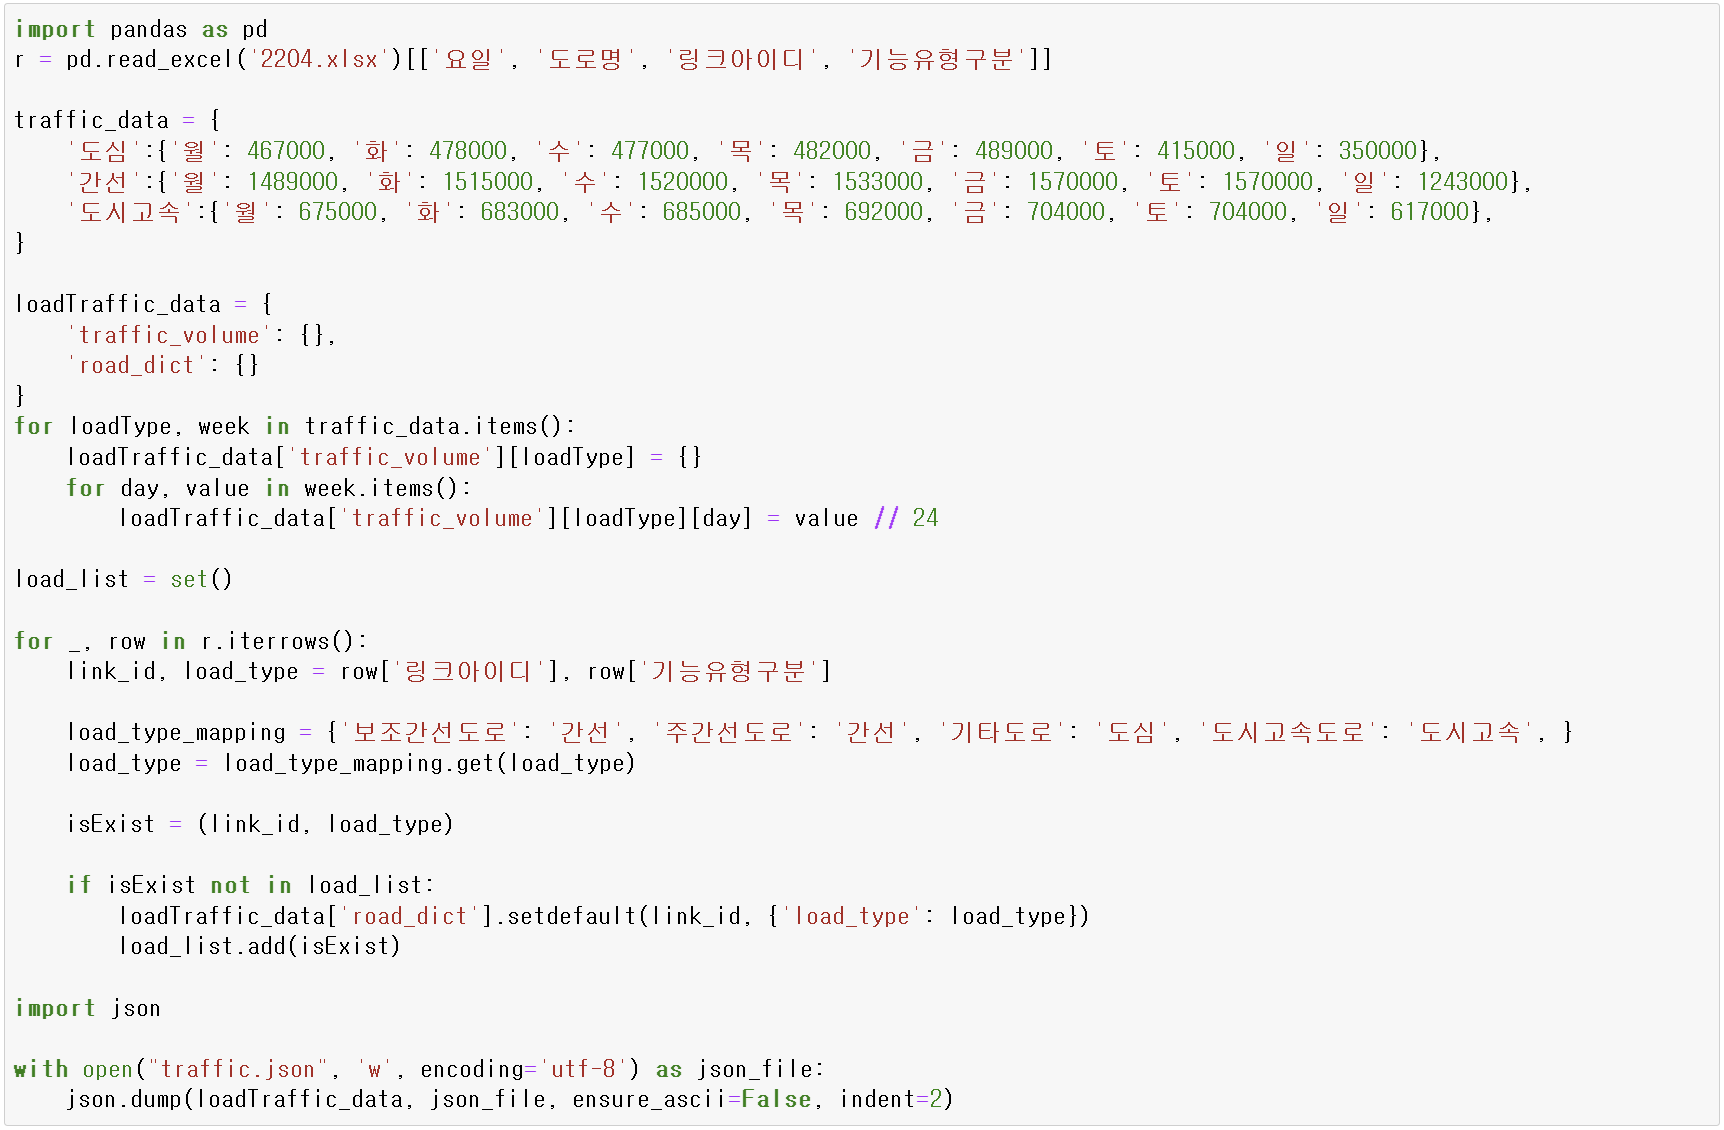 import pandas as pd
r = pd.read_excel('2204.xlsx')[['요일', '도로명', '링크아이디', '기능유형구분']]
traffic_data = {
    '도심':{'월': 467000, '화': 478000, '수': 477000, '목': 482000, '금': 489000, '토': 415000, '일': 350000},
    '간선':{'월': 1489000, '화': 1515000, '수': 1520000, '목': 1533000, '금': 1570000, '토': 1570000, '일': 1243000},
    '도시고속':{'월': 675000, '화': 683000, '수': 685000, '목': 692000, '금': 704000, '토': 704000, '일': 617000},
}
loadTraffic_data = {
    'traffic_volume': {},
    'road_dict': {}
}
for loadType, week in traffic_data.items():
    loadTraffic_data['traffic_volume'][loadType] = {}
    for day, value in week.items():
        loadTraffic_data['traffic_volume'][loadType][day] = value // 24
load_list = set()
for _, row in r.iterrows():
    link_id, load_type = row['링크아이디'], row['기능유형구분']
    load_type_mapping = {'보조간선도로': '간선', '주간선도로': '간선', '기타도로': '도심', '도시고속도로': '도시고속', }
    load_type = load_type_mapping.get(load_type)
    isExist = (link_id, load_type)
    if isExist not in load_list:
        loadTraffic_data['road_dict'].setdefault(link_id, {'load_type': load_type})
        load_list.add(isExist)
import json
with open("traffic.json", 'w', encoding='utf-8') as json_file:
    json.dump(loadTraffic_data, json_file, ensure_ascii=False, indent=2)